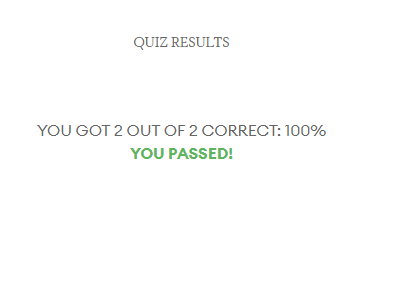 QUIZ RESULTS
YOU GOT 2 OUT OF 2 CORRECT: 100%
YOU PASSED!